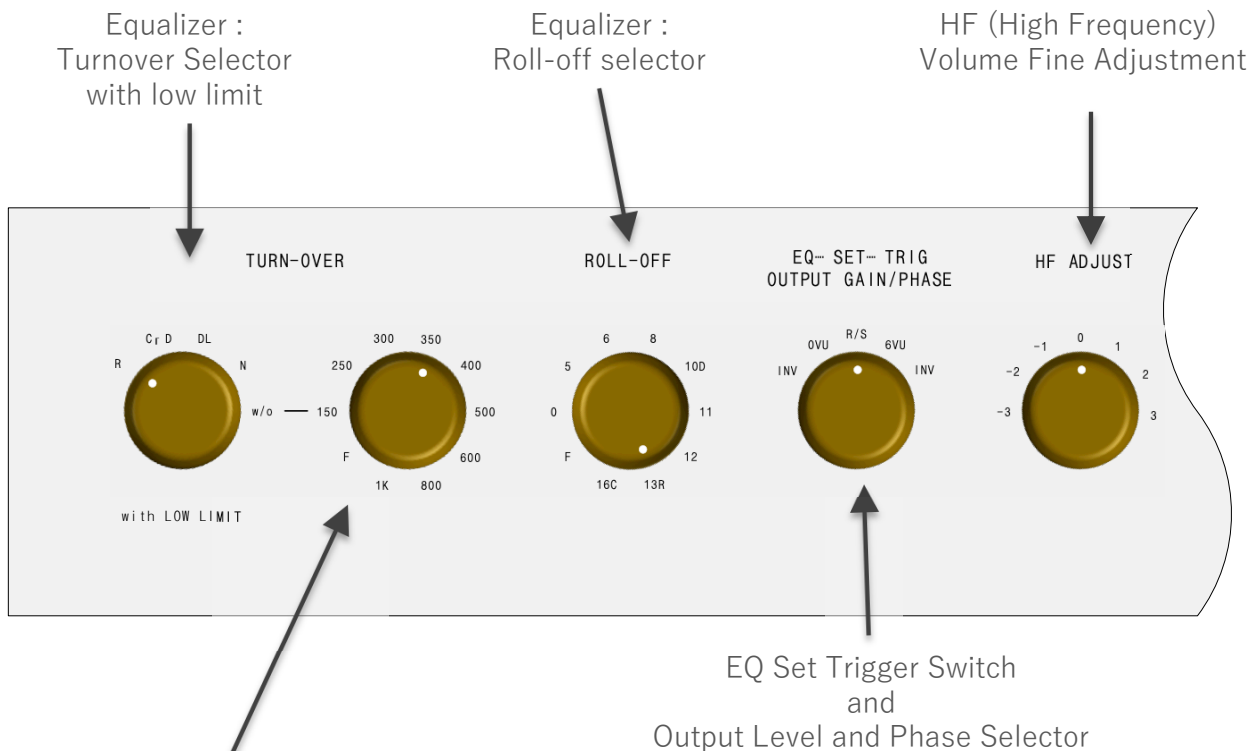 Equalizer :
Turnover Selector
with low limit
Equalizer :
Roll-off selector
HF (High Frequency)
Volume Fine Adjustment
TURN-OVER
ROLL-OFF
EQ- SET- TRIG
OUTPUT GAIN/PHASE
HF ADJUST
R Cr D DL N w/o
with LOW LIMIT
F 150 250 300 350 400 500 600 800 1K
F 0 5 6 8 10D 11 12 13R 16C
INV 0VU R/S 6VU INV
-3 -2 -1 0 1 2 3
EQ Set Trigger Switch
and
Output Level and Phase Selector